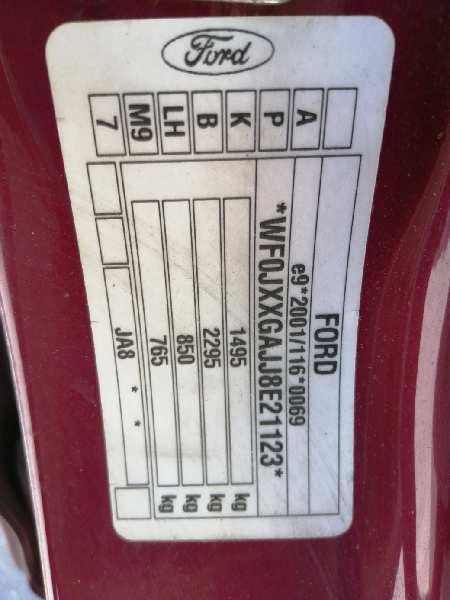 Ford
FORD
e9*2001/116*0069
*WF0JXXGAJJ8E21123*
1495 kg
2295 kg
850 kg
765 kg
JA8 * *
A
P
K
B
LH
M9
7